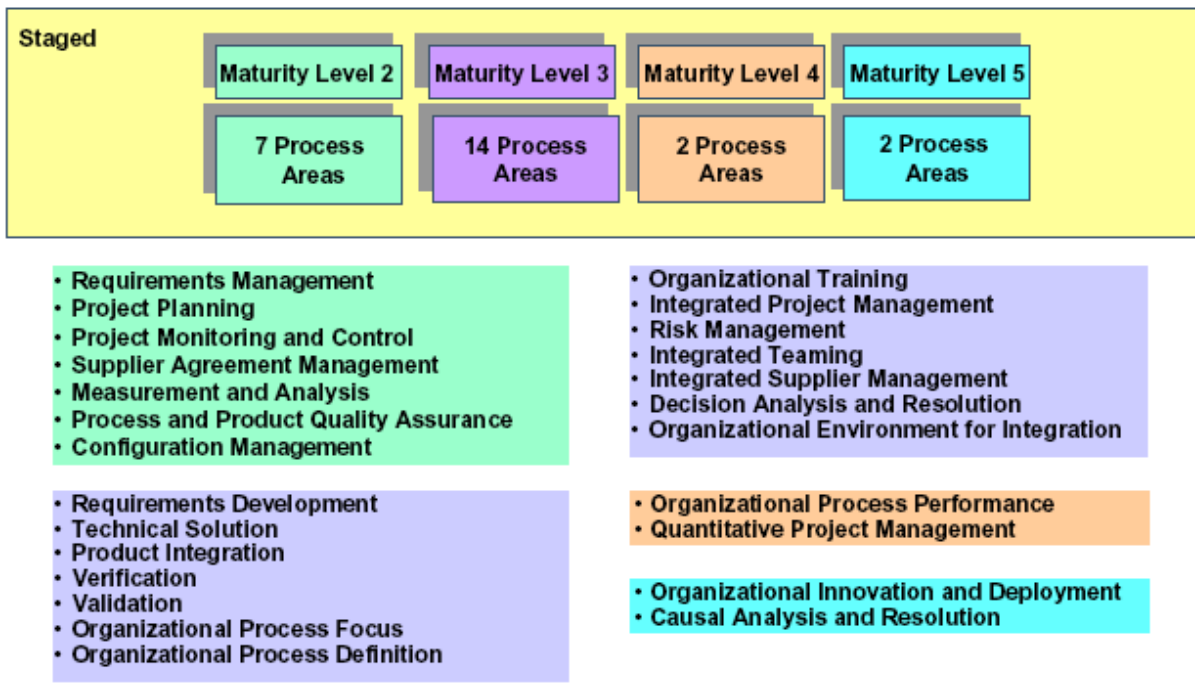 Staged
Maturity Level 2
Maturity Level 3
Maturity Level 4
Maturity Level 5
7 Process
Areas
14 Process
Areas
2 Process
Areas
2 Process
Areas
• Requirements Management
• Project Planning
• Project Monitoring and Control
• Supplier Agreement Management
• Measurement and Analysis
• Process and Product Quality Assurance
• Configuration Management
• Requirements Development
• Technical Solution
• Product Integration
• Verification
• Validation
• Organizational Process Focus
• Organizational Process Definition
• Organizational Training
• Integrated Project Management
• Risk Management
• Integrated Teaming
• Integrated Supplier Management
• Decision Analysis and Resolution
• Organizational Environment for Integration
• Organizational Process Performance
• Quantitative Project Management
• Organizational Innovation and Deployment
• Causal Analysis and Resolution